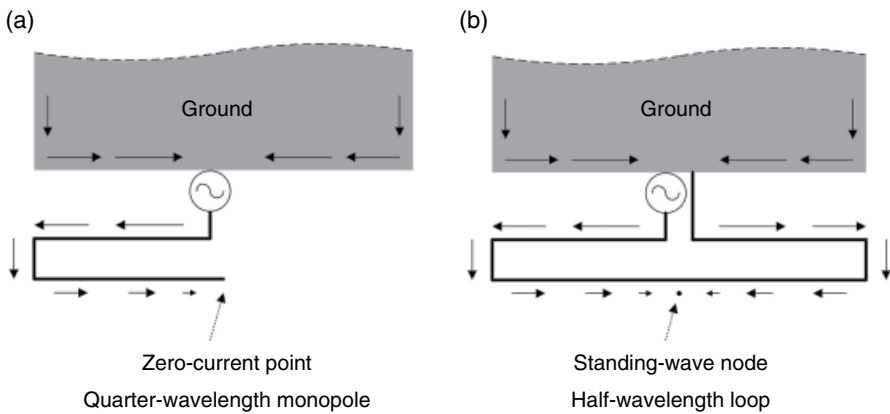 (a)
Ground
Zero-current point
Quarter-wavelength monopole
(b)
Ground
Standing-wave node
Half-wavelength loop